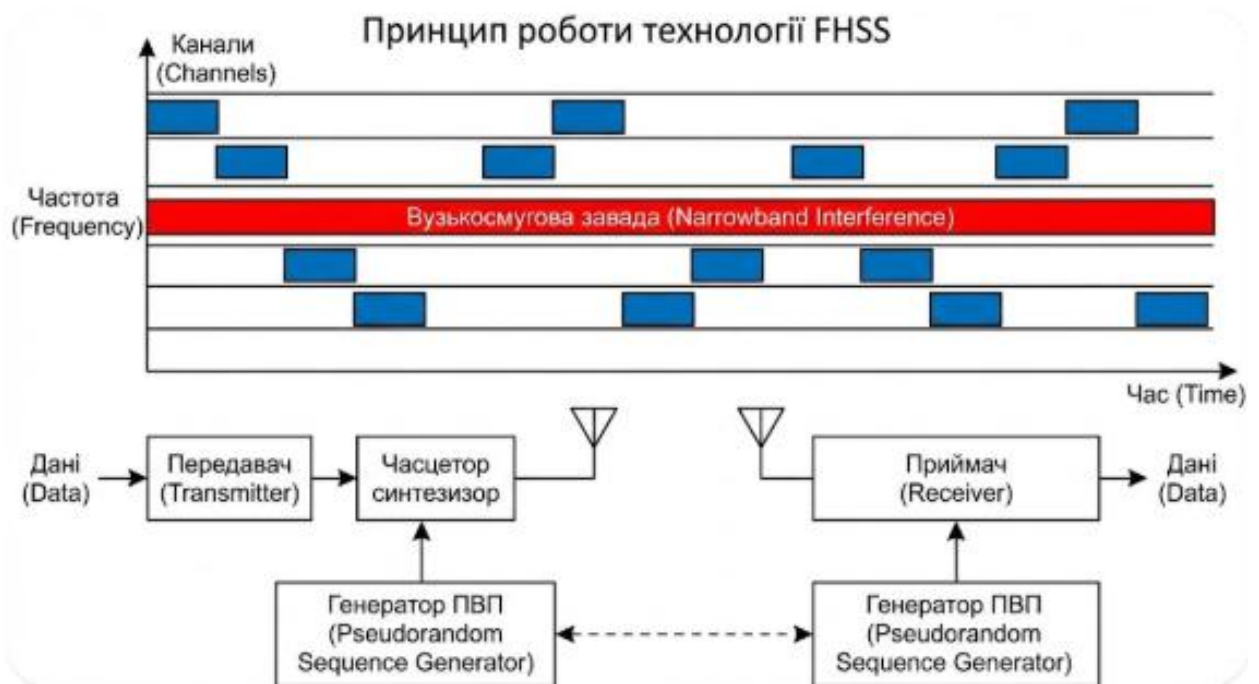 Принцип роботи технології FHSS
Канали
(Channels)
Частота
(Frequency)
Вузькосмугова завада (Narrowband Interference)
Час (Time)
Дані
(Data)
Передавач
(Transmitter)
Часцетор
синтезизор
Приймач
(Receiver)
Дані
(Data)
Генератор ПВП
(Pseudorandom
Sequence Generator)
Генератор ПВП
(Pseudorandom
Sequence Generator)